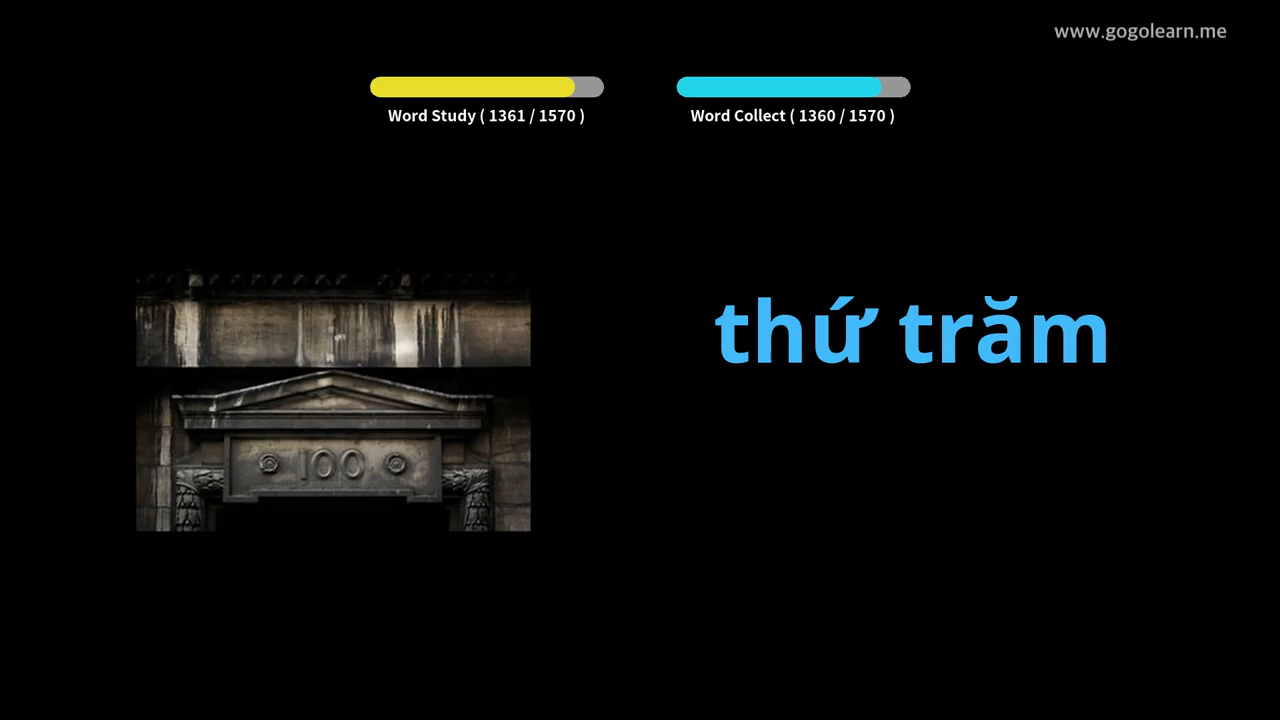 www.gogolearn.me
Word Study ( 1361 / 1570 )
Word Collect ( 1360 / 1570 )
thứ trăm
100